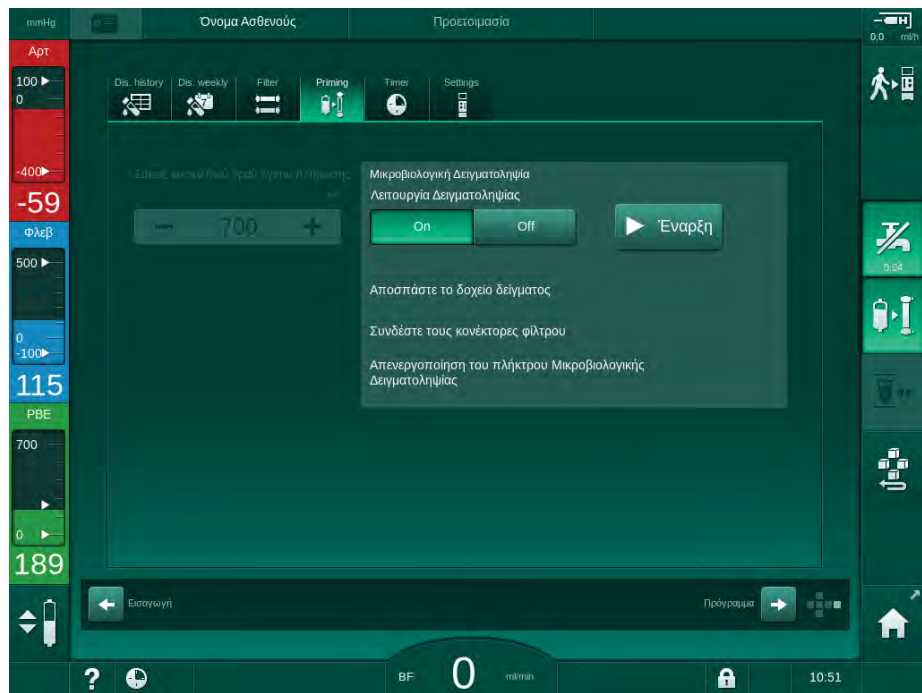 mmHg
Όνομα Ασθενούς
Προετοιμασία
0,0 ml/h
Αρτ
100
0
-400
-59
Φλεβ
500
0
-100
115
PBE
700
0
189
Dis. history
Dis. weekly
Filter
Priming
Timer
Settings
700
Μικροβιολογική Δειγματοληψία
Λειτουργία Δειγματοληψίας
On
Off
Έναρξη
Αποσπάστε το δοχείο δείγματος
Συνδέστε τους κονέκτορες φίλτρου
Απενεργοποίηση του πλήκτρου Μικροβιολογικής
Δειγματοληψίας
0:04
Εισαγωγή
Πρόγραμμα
?
BF 0 ml/min
10:51